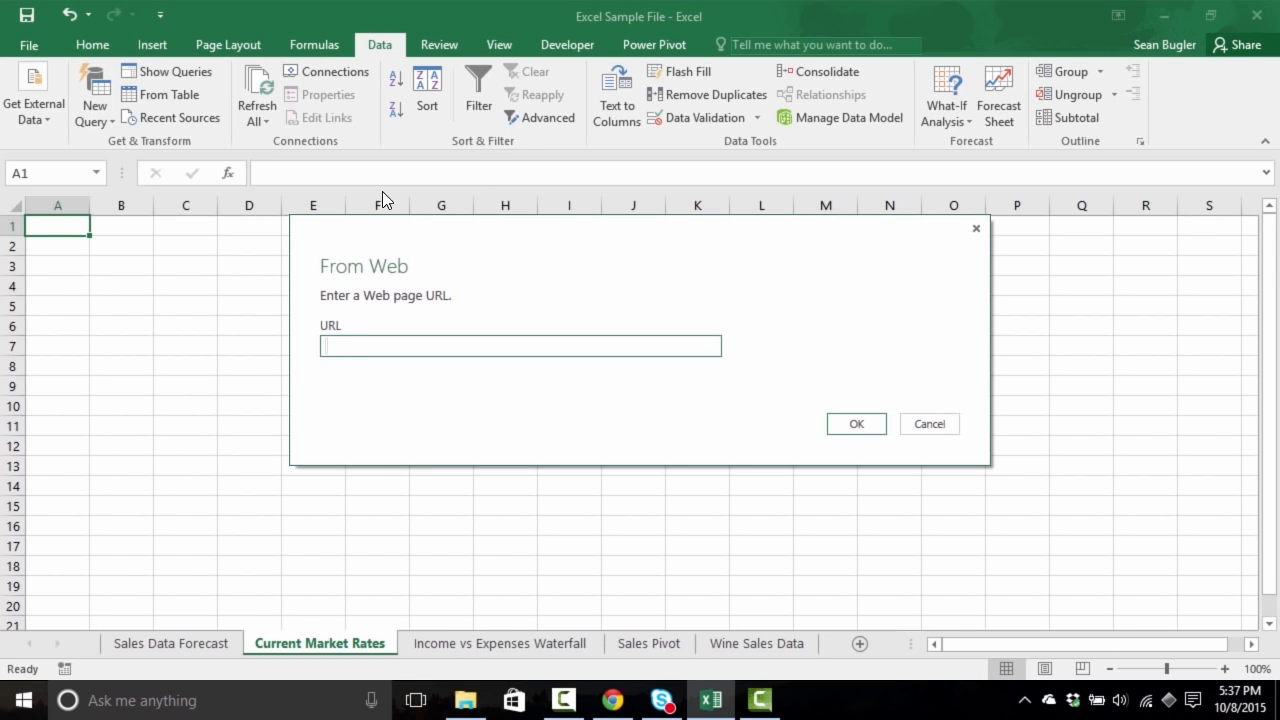 Excel Sample File - Excel
File Home Insert Page Layout Formulas Data Review View Developer Power Pivot Tell me what you want to do... Sean Bugler Share
Get External Data
New Query
Show Queries
From Table
Recent Sources
Get & Transform
Refresh All
Connections
Properties
Edit Links
Connections
Sort
Filter
Clear
Reapply
Advanced
Sort & Filter
Text to Columns
Flash Fill
Remove Duplicates
Data Validation
Consolidate
Relationships
Manage Data Model
Data Tools
What-If Analysis
Forecast Sheet
Forecast
Group
Ungroup
Subtotal
Outline
A1
fx
A B C D E F G H I J K L M N O P Q R S
1
2
3
4
5
6
7
8
9
10
11
12
13
14
15
16
17
18
19
20
21
From Web
Enter a Web page URL.
URL
OK Cancel
Sales Data Forecast Current Market Rates Income vs Expenses Waterfall Sales Pivot Wine Sales Data
Ready 100%
Ask me anything
5:37 PM
10/8/2015